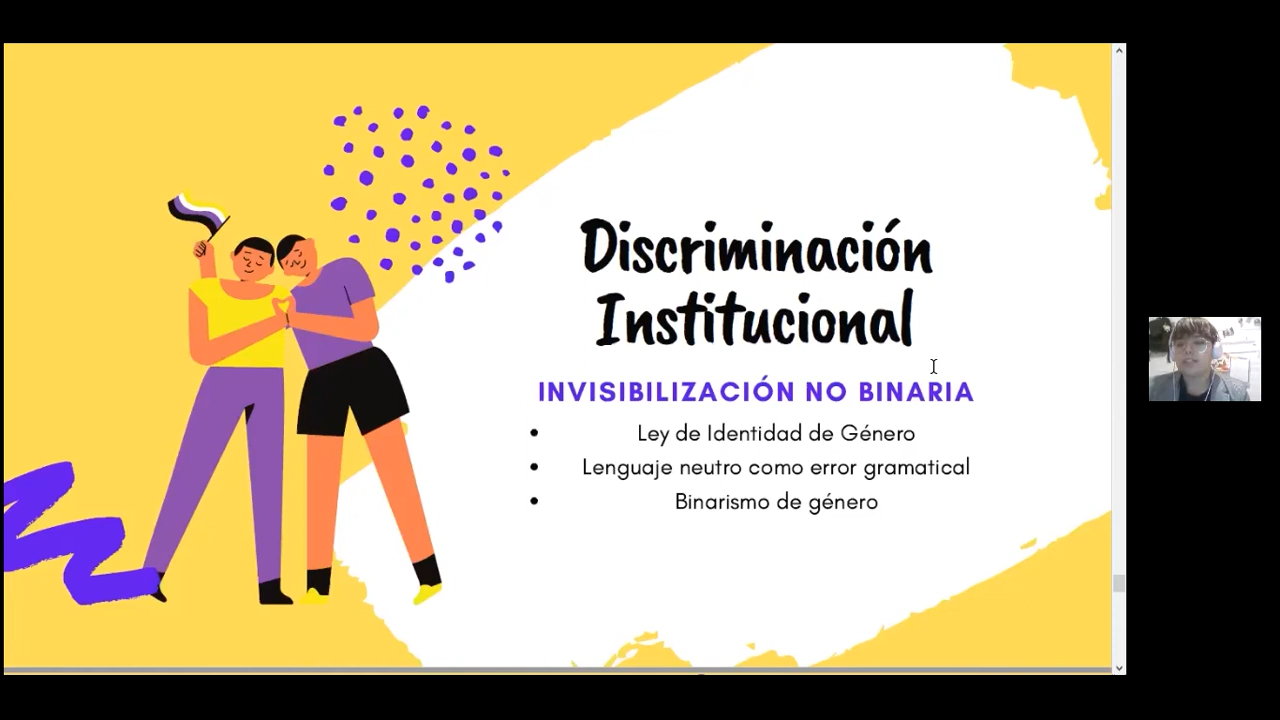 Discriminación
Institucional
INVISIBILIZACIÓN NO BINARIA
• Ley de Identidad de Género
• Lenguaje neutro como error gramatical
• Binarismo de género